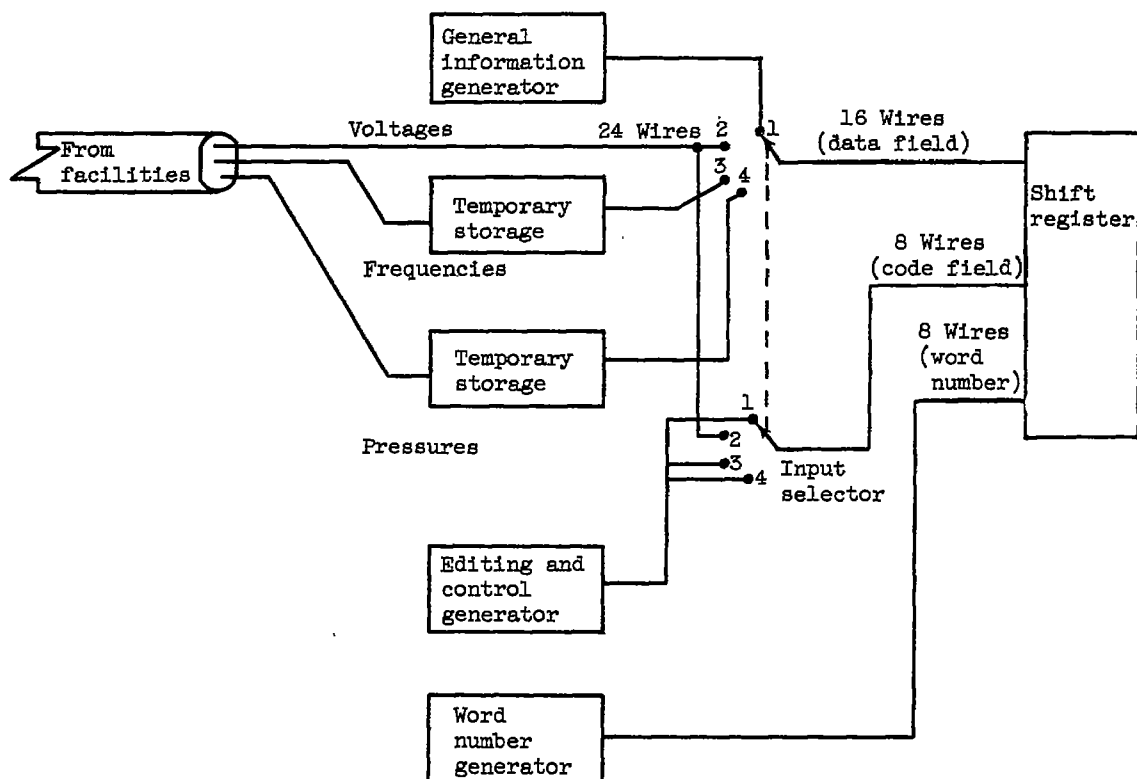 General
information
generator
From
facilities
Voltages
24 Wires
2
1
3
4
16 Wires
(data field)
Temporary
storage
Frequencies
Shift
register
8 Wires
(code field)
Temporary
storage
8 Wires
(word
number)
Pressures
1
2
3
4
Input
selector
Editing and
control
generator
Word
number
generator